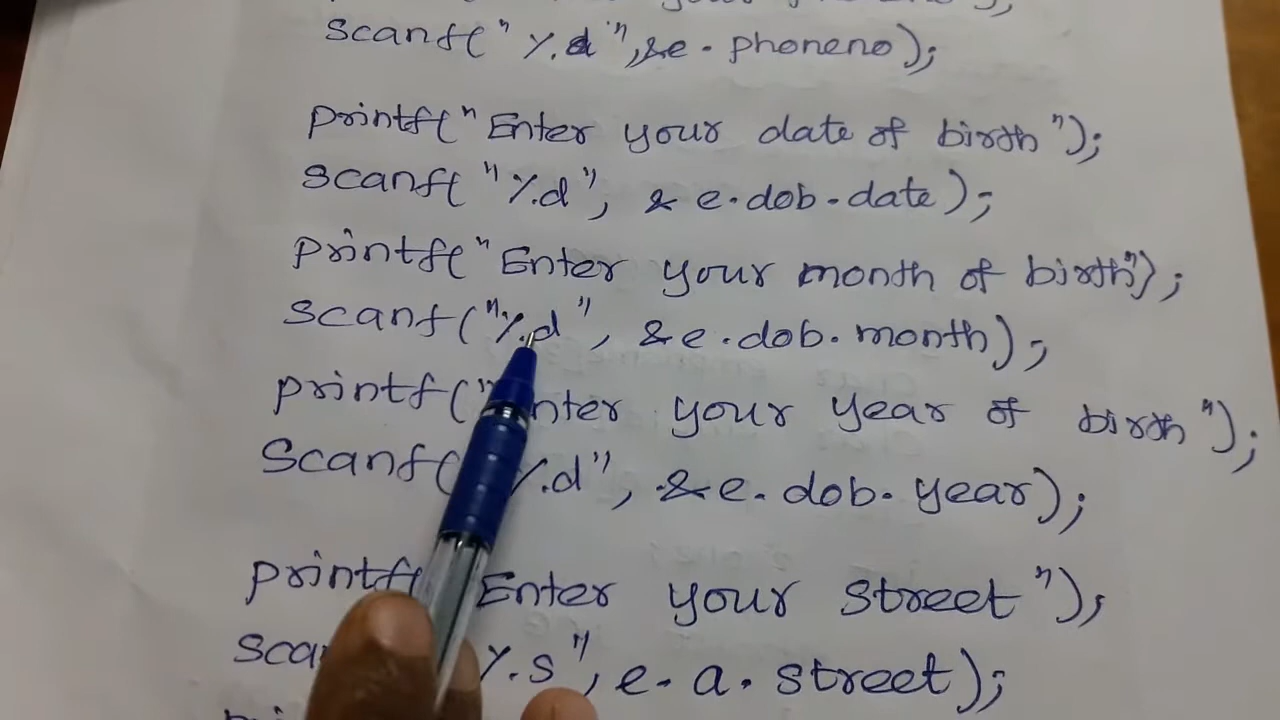 scanf("%d",&e.phoneno);
printf("Enter your date of birth");
scanf("%d", &e.dob.date);
printf("Enter your month of birth");
scanf("%d", &e.dob.month);
printf("Enter your year of birth");
Scanf("%d", &e.dob.year);
printf("Enter your street");
%s", e.a.street);